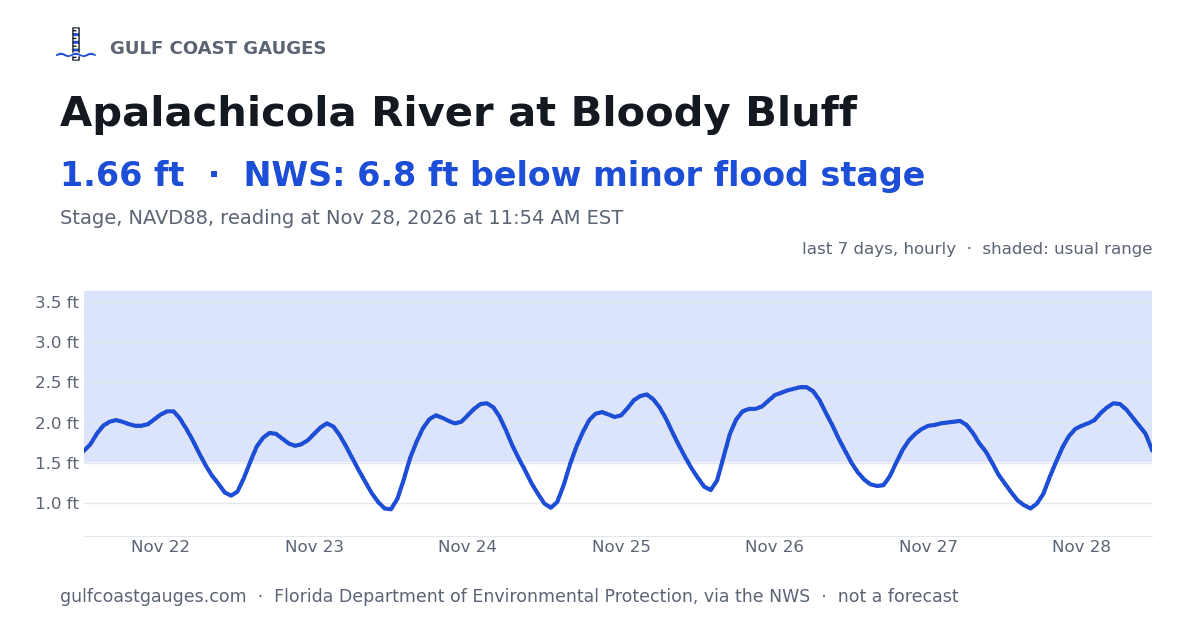 GULF COAST GAUGES
Apalachicola River at Bloody Bluff
1.66 ft · NWS: 6.8 ft below minor flood stage
Stage, NAVD88, reading at Nov 28, 2026 at 11:54 AM EST
last 7 days, hourly · shaded: usual range
3.5 ft
3.0 ft
2.5 ft
2.0 ft
1.5 ft
1.0 ft
Nov 22 Nov 23 Nov 24 Nov 25 Nov 26 Nov 27 Nov 28
gulfcoastgauges.com · Florida Department of Environmental Protection, via the NWS · not a forecast